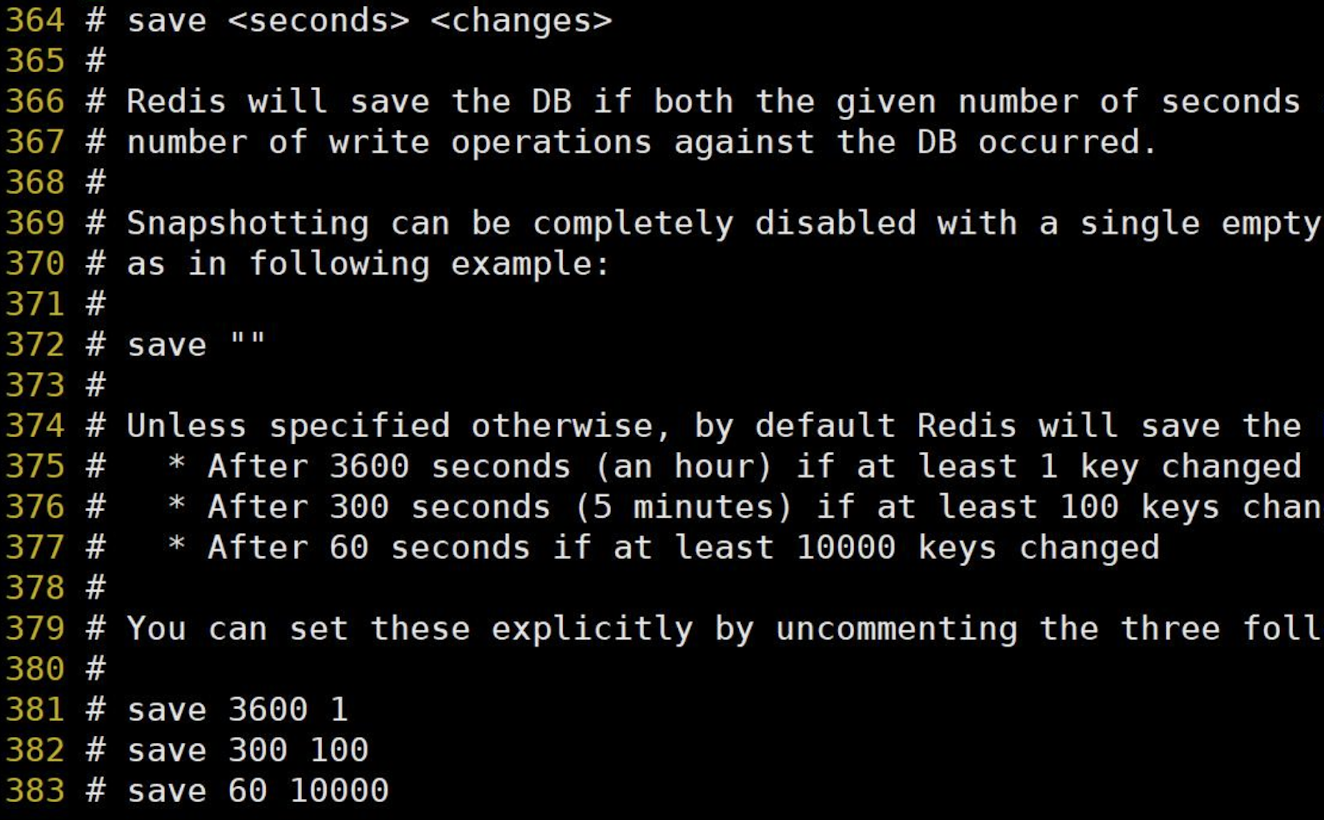 364 # save <seconds> <changes>
365 #
366 # Redis will save the DB if both the given number of seconds
367 # number of write operations against the DB occurred.
368 #
369 # Snapshotting can be completely disabled with a single empty
370 # as in following example:
371 #
372 # save ""
373 #
374 # Unless specified otherwise, by default Redis will save the
375 #   * After 3600 seconds (an hour) if at least 1 key changed
376 #   * After 300 seconds (5 minutes) if at least 100 keys chan
377 #   * After 60 seconds if at least 10000 keys changed
378 #
379 # You can set these explicitly by uncommenting the three foll
380 #
381 # save 3600 1
382 # save 300 100
383 # save 60 10000